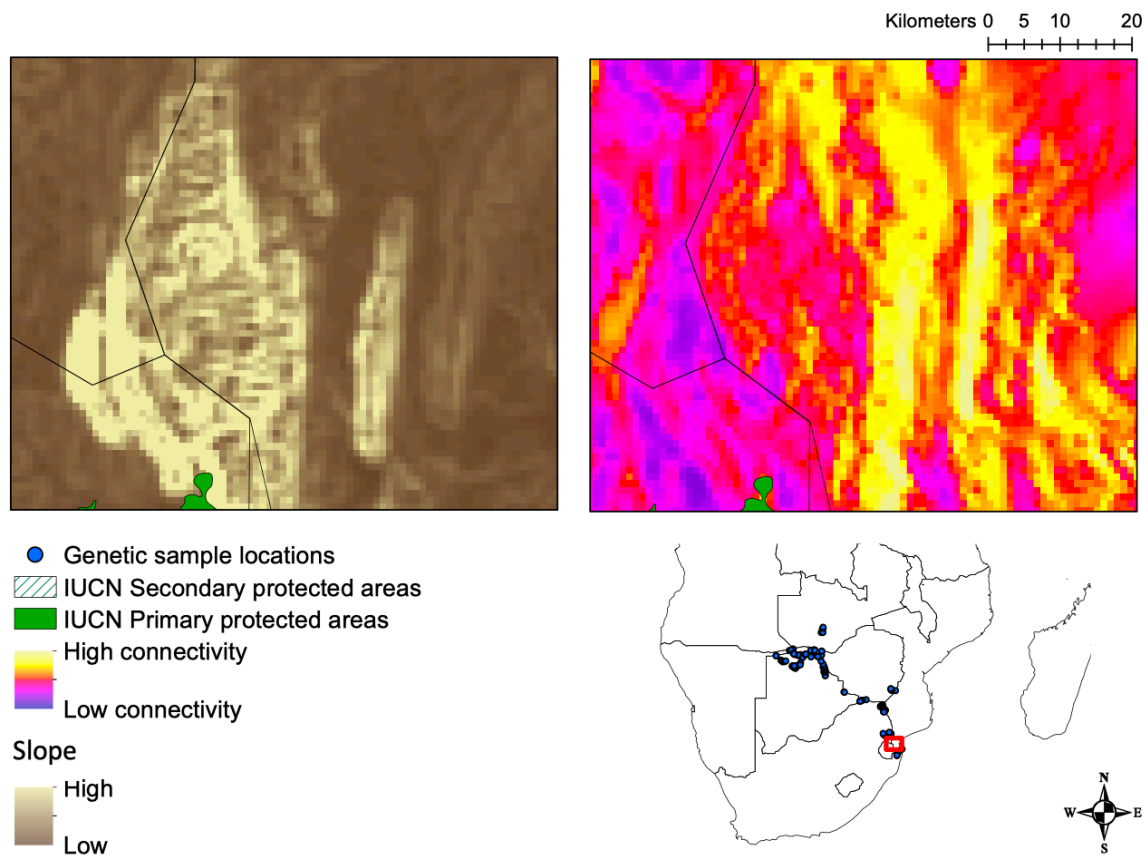 Kilometers 0 5 10 20
Genetic sample locations
IUCN Secondary protected areas
IUCN Primary protected areas
High connectivity
Low connectivity
Slope
High
Low
N
W E
S